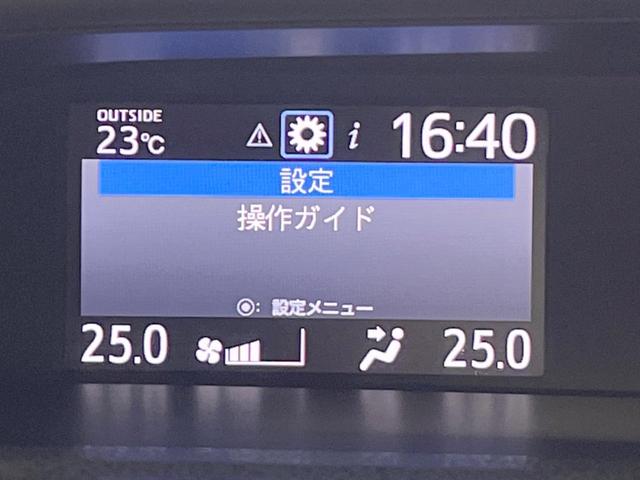 OUTSIDE
23℃
i 16:40
設定
操作ガイド
◉: 設定メニュー
25.0 25.0